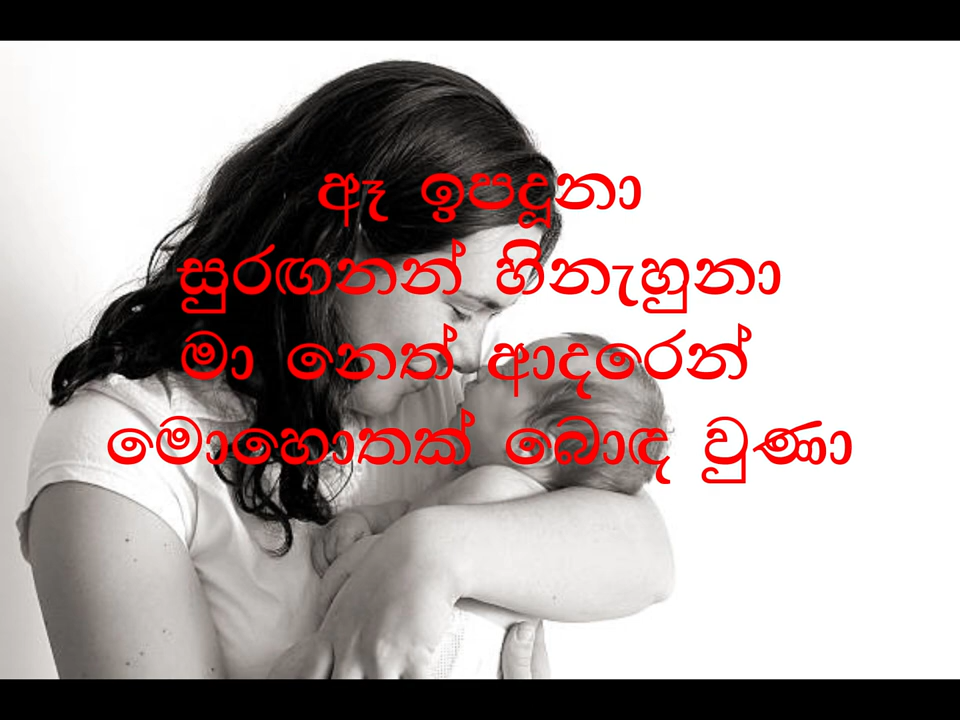 ඈ ඉපදූනා
සුරඟනන් හිනැහුනා
මා නෙත් ආදරෙන්
මොහොතක් බොඳ වුණා